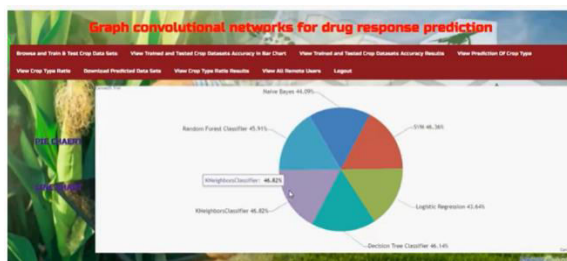 Graph convolutional networks for drug response prediction
Browse and Train & Test Crop Data Sets View Trained and Tested Crop Datasets Accuracy in Bar Chart View Trained and Tested Crop Datasets Accuracy Results View Prediction Of Crop Type
View Crop Type Ratio Download Predicted Data Sets View Crop Type Ratio Results View All Remote Users Logout
Naive Bayes 44.09%
Random Forest Classifier 45.91%
SVM 46.36%
PIE CHART
KNeighborsClassifier: 46.82%
KNeighborsClassifier 46.82%
Logistic Regression 43.64%
Decision Tree Classifier 46.14%